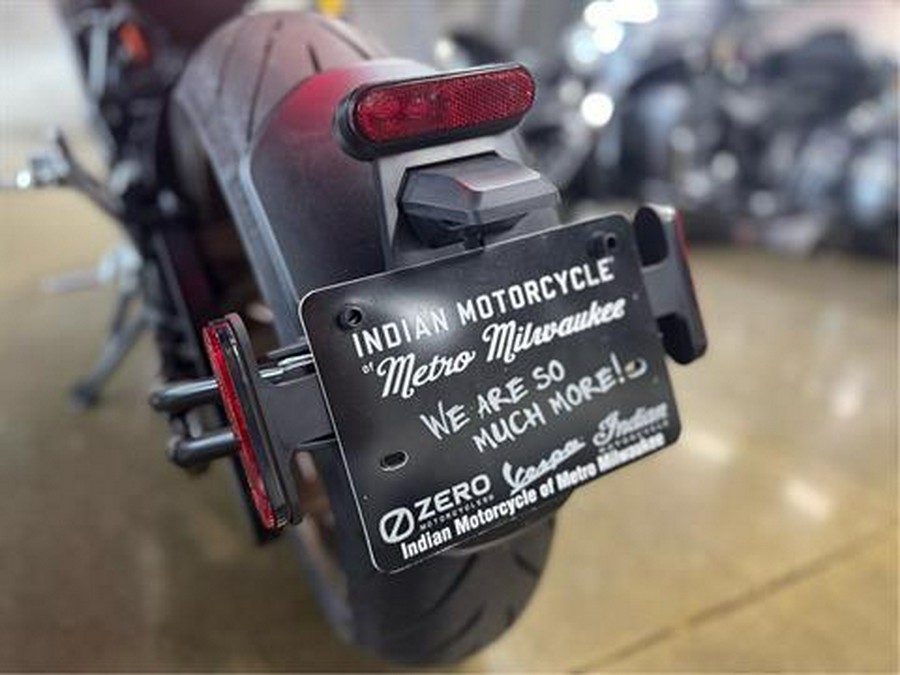 INDIAN MOTORCYCLE
of Metro Milwaukee
WE ARE SO
MUCH MORE!
ZERO Vespa Indian
MOTORCYCLES MOTORCYCLE
Indian Motorcycle of Metro Milwaukee